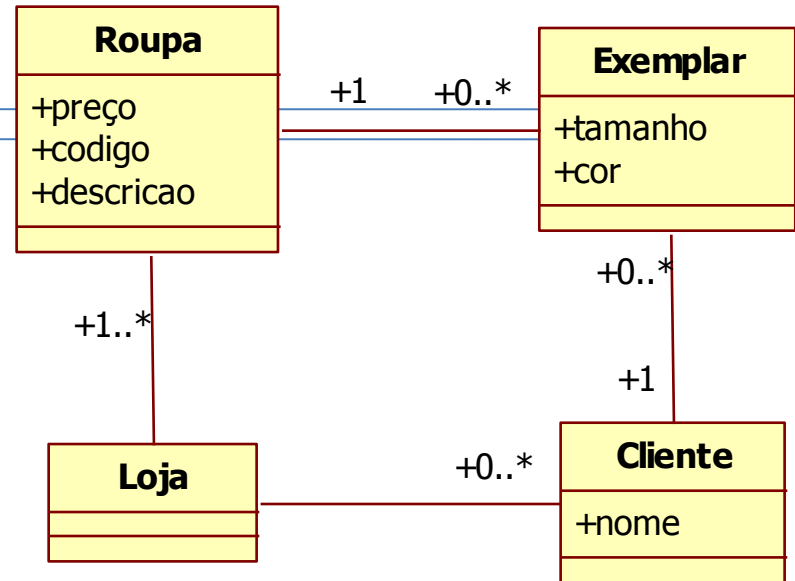 Roupa
+preço
+codigo
+descricao
+1
+0..*
Exemplar
+tamanho
+cor
+1..*
+0..*
+1
Loja
+0..*
Cliente
+nome